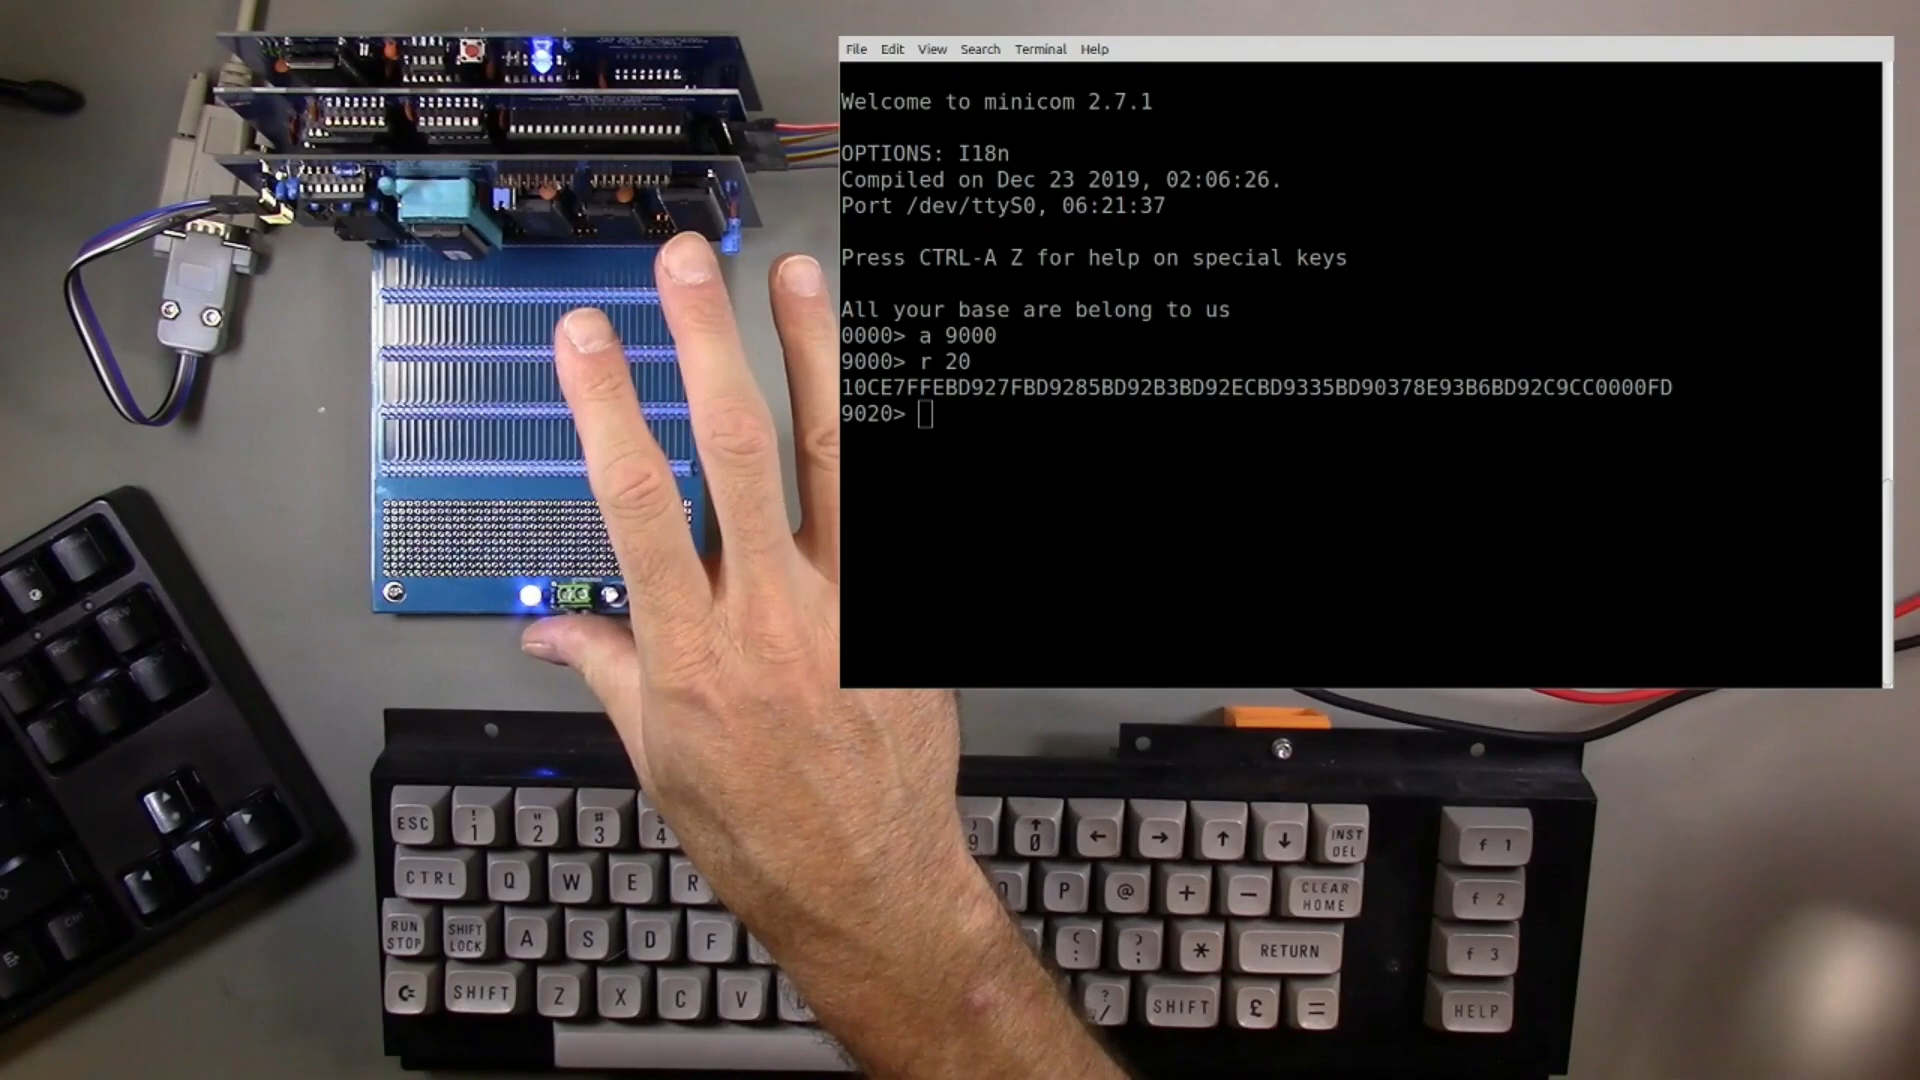 File Edit View Search Terminal Help
Welcome to minicom 2.7.1
OPTIONS: I18n
Compiled on Dec 23 2019, 02:06:26.
Port /dev/ttyS0, 06:21:37
Press CTRL-A Z for help on special keys
All your base are belong to us
0000> a 9000
9000> r 20
10CE7FFEBD927FBD9285BD92B3BD92ECBD9335BD90378E93B6BD92C9CC0000FD
9020>
ESC ! 1 " 2 # 3 4 ) 9 ↑ 0 ← → ↑ ↓ INST DEL f 1
CTRL Q W E R P @ + - CLEAR HOME f 2
RUN STOP SHIFT LOCK A S D F ( : ) ; * RETURN f 3
C= SHIFT Z X C V ? / SHIFT £ = HELP
Ctrl